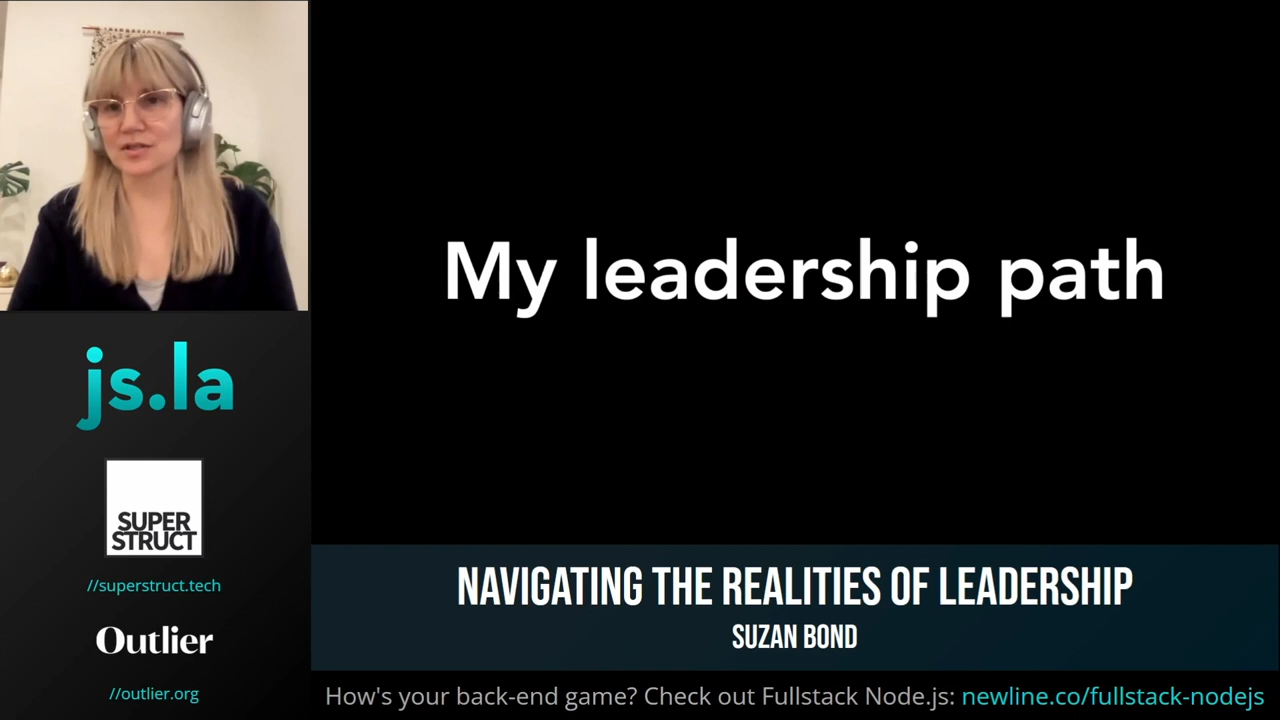 My leadership path
js.la
SUPER
STRUCT
//superstruct.tech
Outlier
//outlier.org
NAVIGATING THE REALITIES OF LEADERSHIP
SUZAN BOND
How's your back-end game? Check out Fullstack Node.js: newline.co/fullstack-nodejs